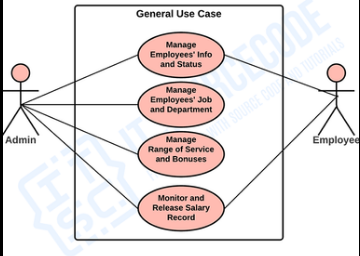 General Use Case
Manage
Employees' Info
and Status
Manage
Employees' Job
and Department
Manage
Range of Service
and Bonuses
Monitor and
Release Salary
Record
Admin
Employee